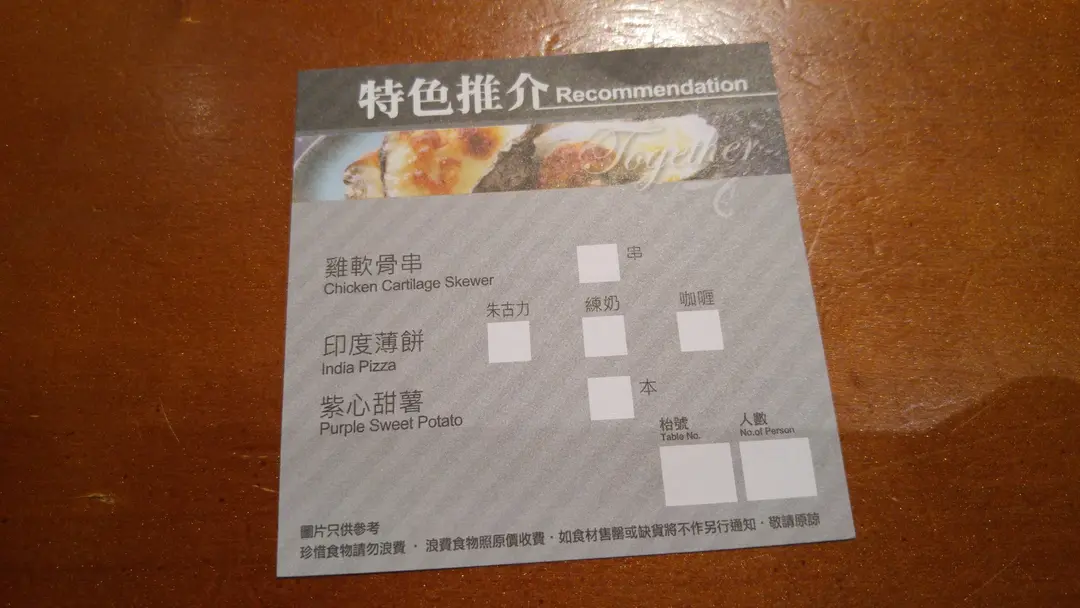 特色推介 Recommendation
Together
雞軟骨串
串
Chicken Cartilage Skewer
朱古力 練奶 咖喱
印度薄餅
India Pizza
紫心甜薯
本
Purple Sweet Potato
枱號 人數
Table No. No.of Person
圖片只供參考
珍惜食物請勿浪費，浪費食物照原價收費，如食材售罄或缺貨將不作另行通知，敬請原諒